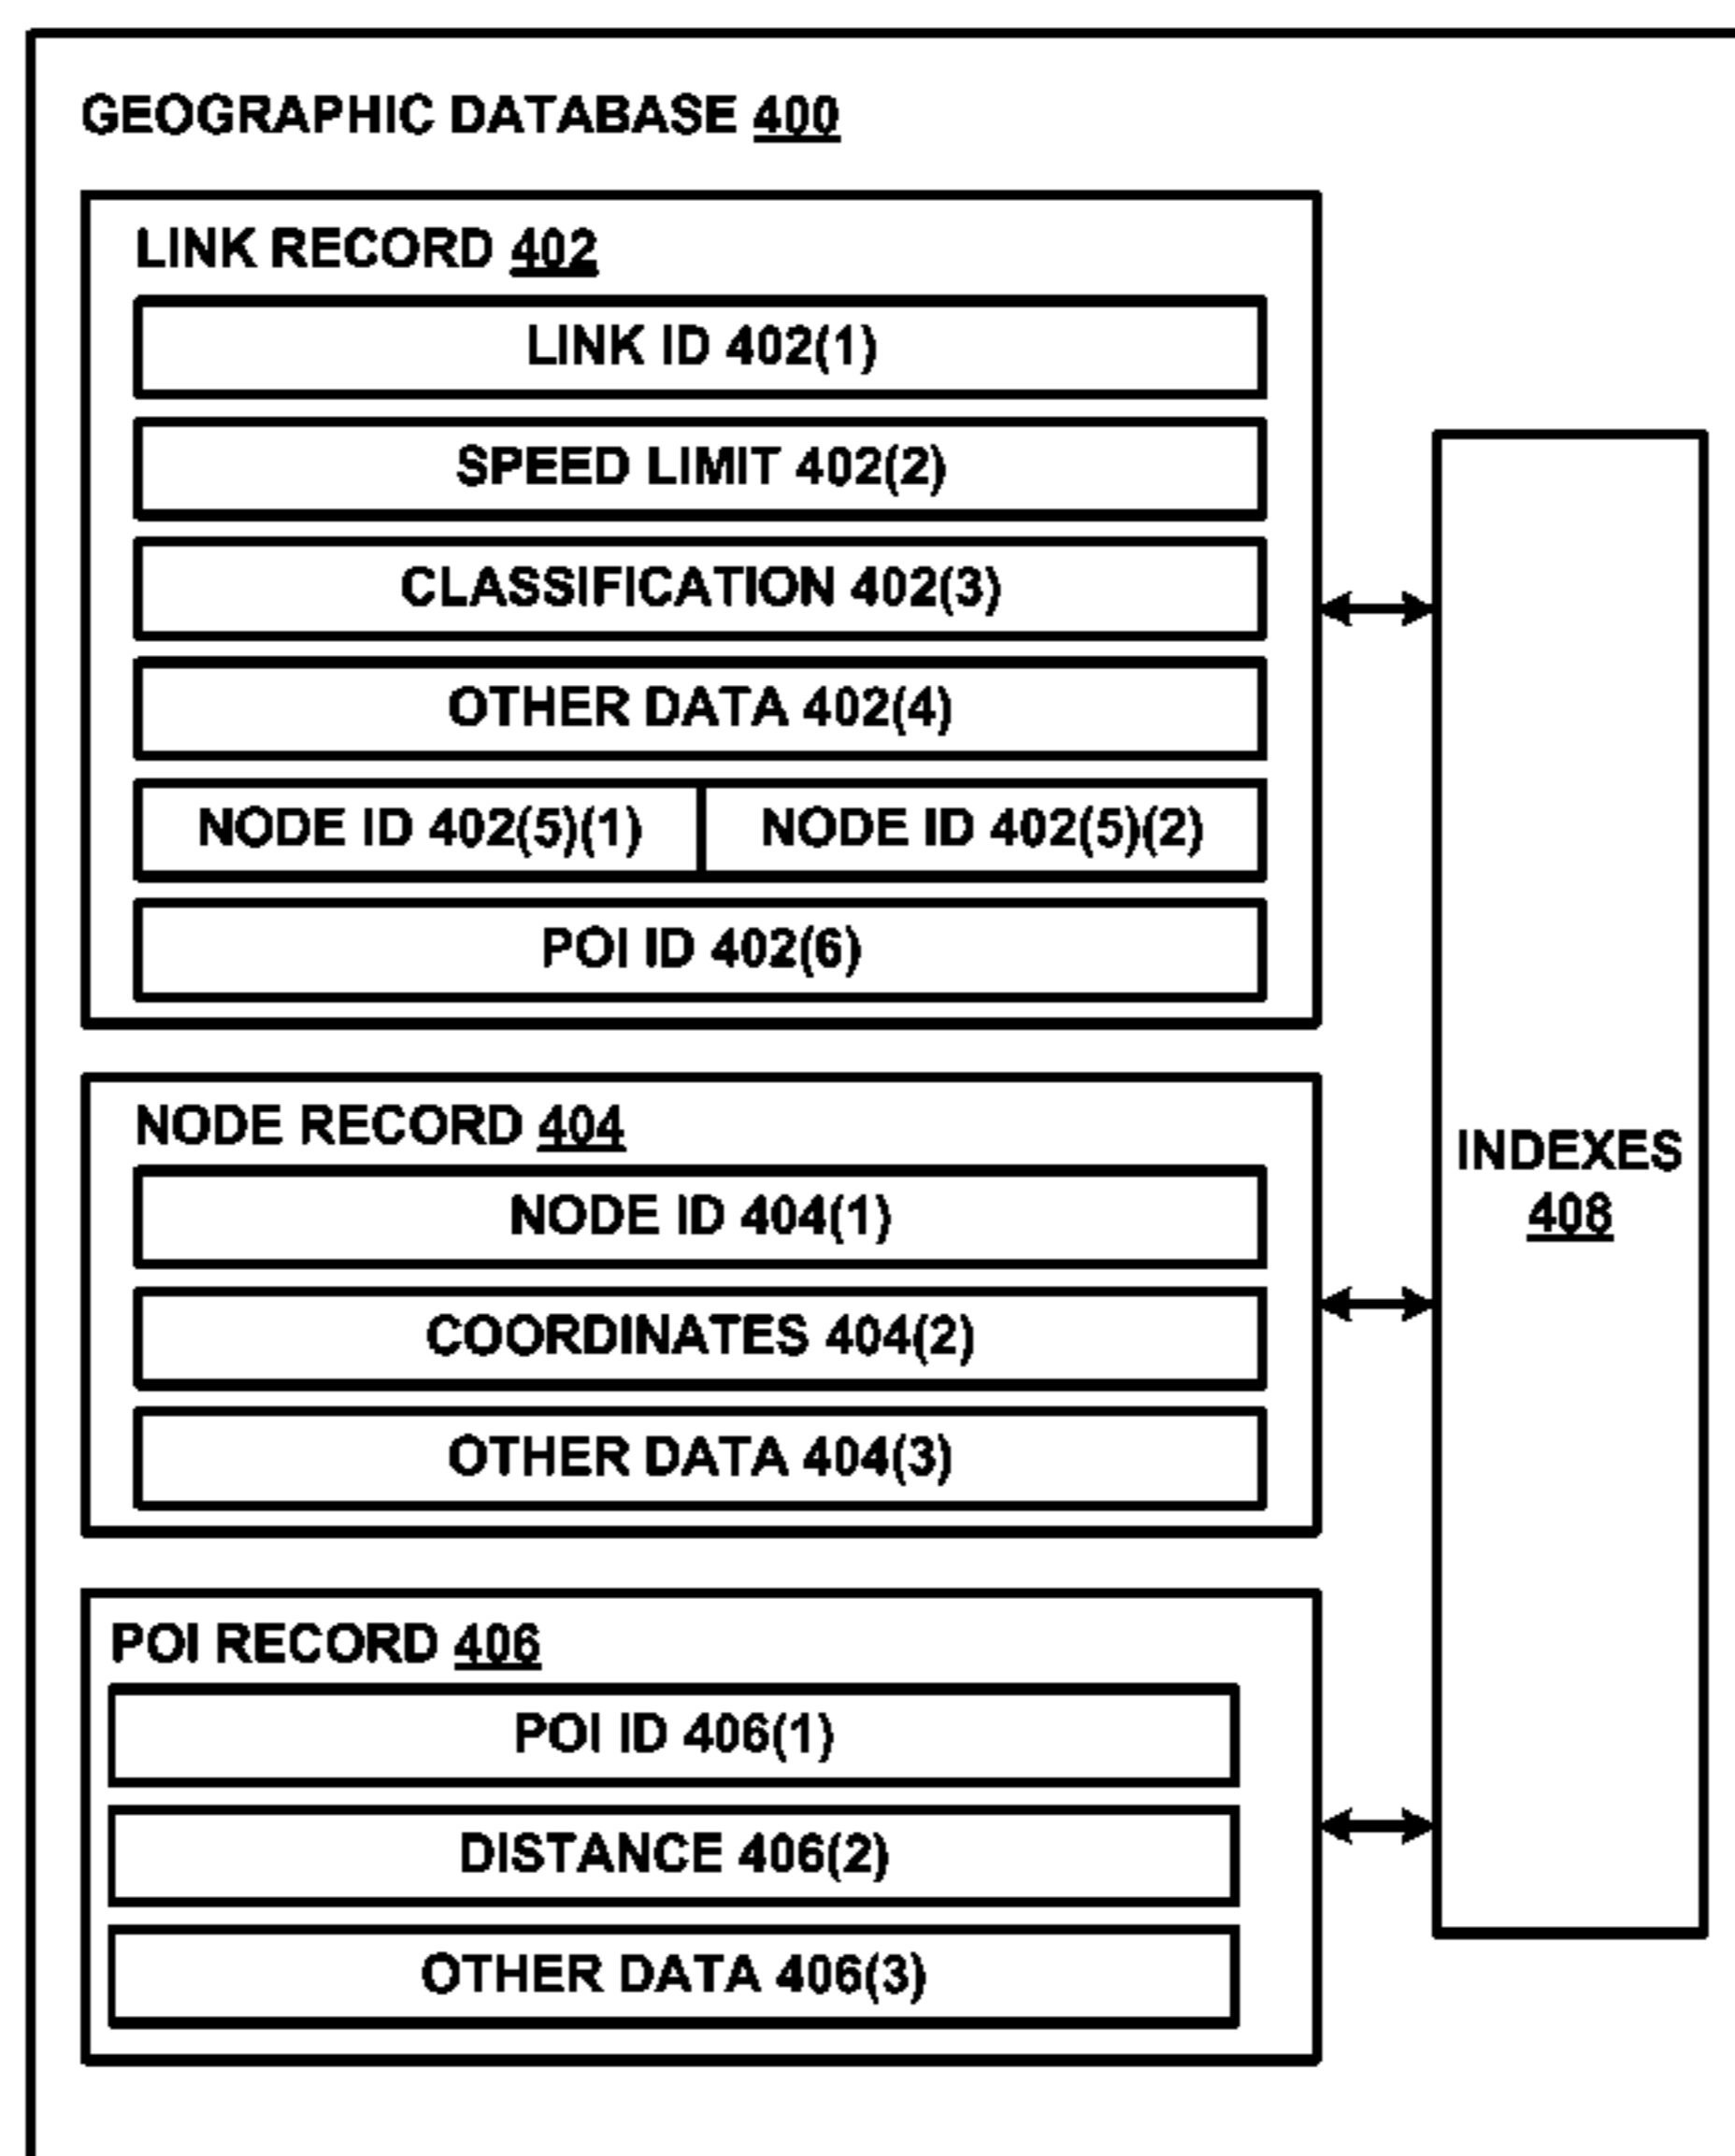 GEOGRAPHIC DATABASE 400
LINK RECORD 402
LINK ID 402(1)
SPEED LIMIT 402(2)
CLASSIFICATION 402(3)
OTHER DATA 402(4)
NODE ID 402(5)(1) NODE ID 402(5)(2)
POI ID 402(6)
NODE RECORD 404
NODE ID 404(1)
COORDINATES 404(2)
OTHER DATA 404(3)
POI RECORD 406
POI ID 406(1)
DISTANCE 406(2)
OTHER DATA 406(3)
INDEXES
408